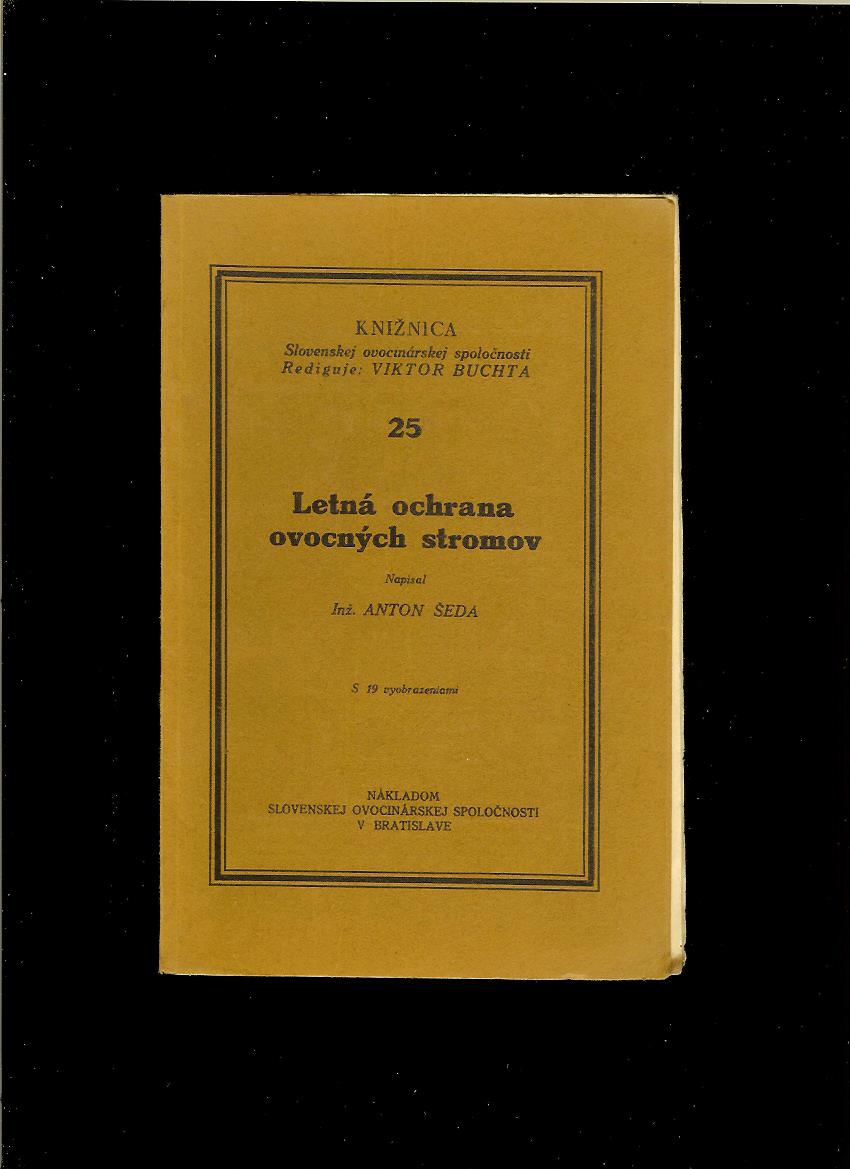 KNIŽNICA
Slovenskej ovocinárskej spoločnosti
Rediguje: VIKTOR BUCHTA
25
Letná ochrana
ovocných stromov
Napisal
Inž. ANTON ŠEDA
S 19 vyobrazeniami
NÁKLADOM
SLOVENSKEJ OVOCINÁRSKEJ SPOLOČNOSTI
V BRATISLAVE